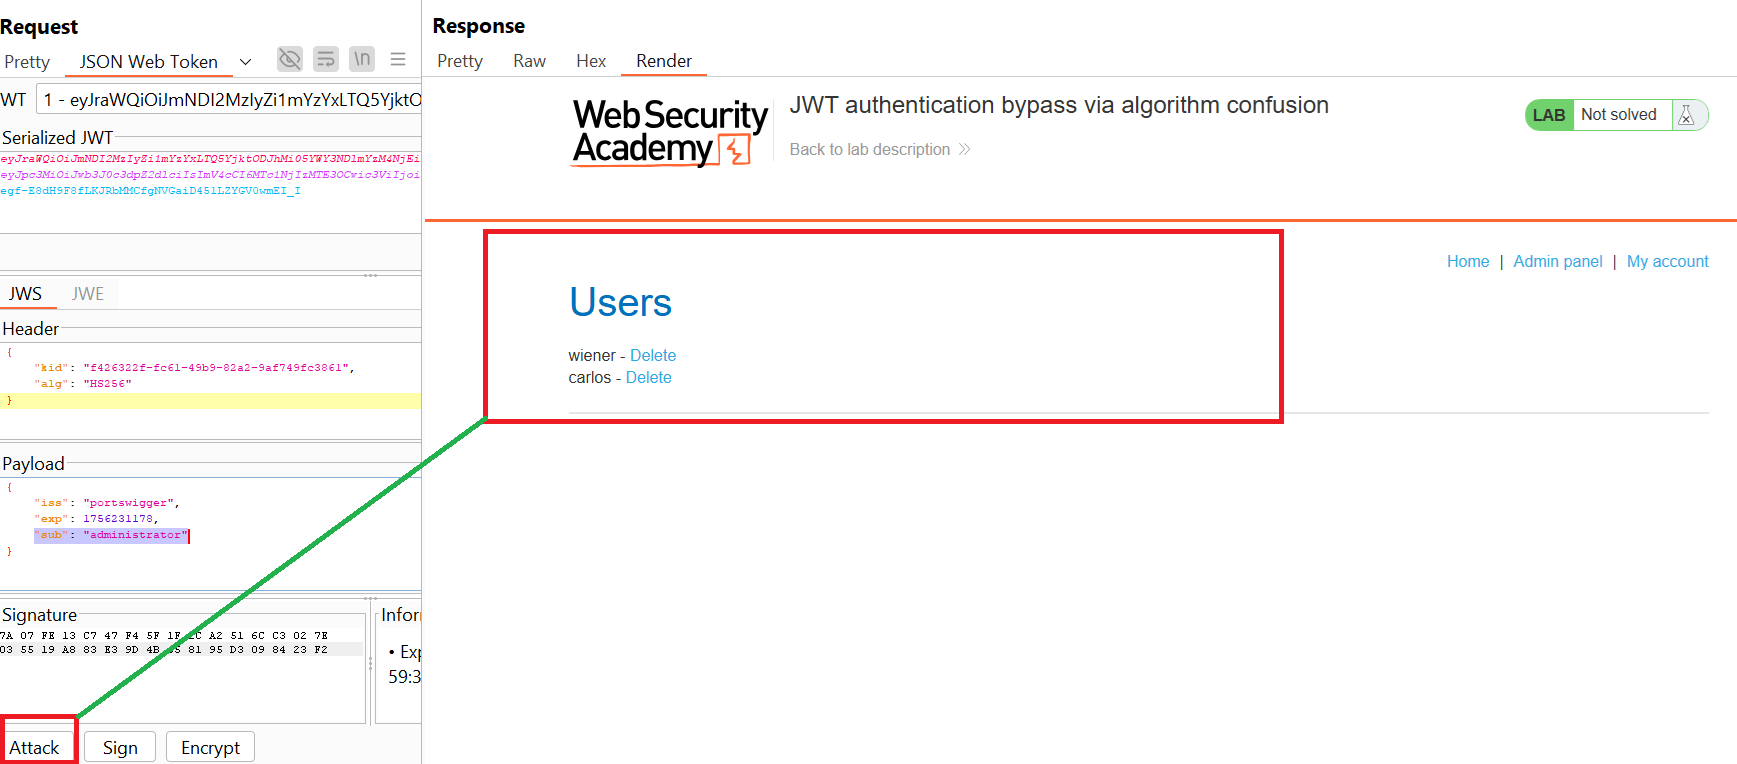 Request
Pretty
JSON Web Token
\n
WT
1 - eyJraWQiOiJmNDI2MzIyZi1mYzYxLTQ5YjktO
Serialized JWT
eyJraWQiOiJmNDI2MzIyZi1mYzYxLTQ5YjktODJhMi05YWY3NDlmYzM4NjEi
eyJpc3MiOiJwb3J0c3dpZ2dlciIsImV4cCI6MTc1NjIzMTE3OCwic3ViIjoi
egf-E8dH9F8fLKJRbMMCfgNVGaiD451LZYGV0wmEI_I
JWS
JWE
Header
{
"kid": "f426322f-fc61-49b9-82a2-9af749fc3861",
"alg": "HS256"
}
Payload
{
"iss": "portswigger",
"exp": 1756231178,
"sub": "administrator"
}
Signature
7A 07 FE 13 C7 47 F4 5F 1F A2 51 6C C3 02 7E
03 55 19 A8 83 E3 9D 4B 81 95 D3 09 84 23 F2
Infor
• Exp
59:3
Attack
Sign
Encrypt
Response
Pretty
Raw
Hex
Render
Web Security
Academy
JWT authentication bypass via algorithm confusion
Back to lab description
LAB
Not solved
Home | Admin panel | My account
Users
wiener - Delete
carlos - Delete